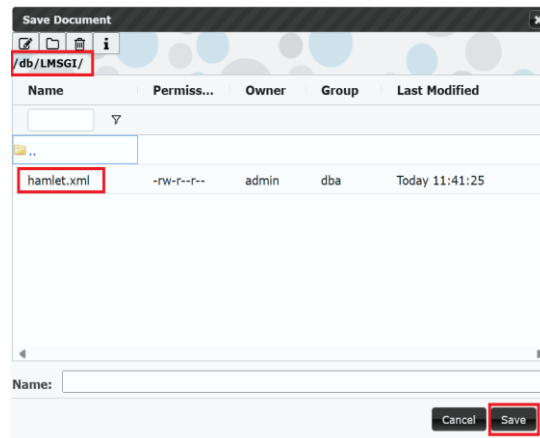 Save Document
/db/LMSGI/
Name Permiss... Owner Group Last Modified
..
hamlet.xml -rw-r--r-- admin dba Today 11:41:25
Name:
Cancel Save